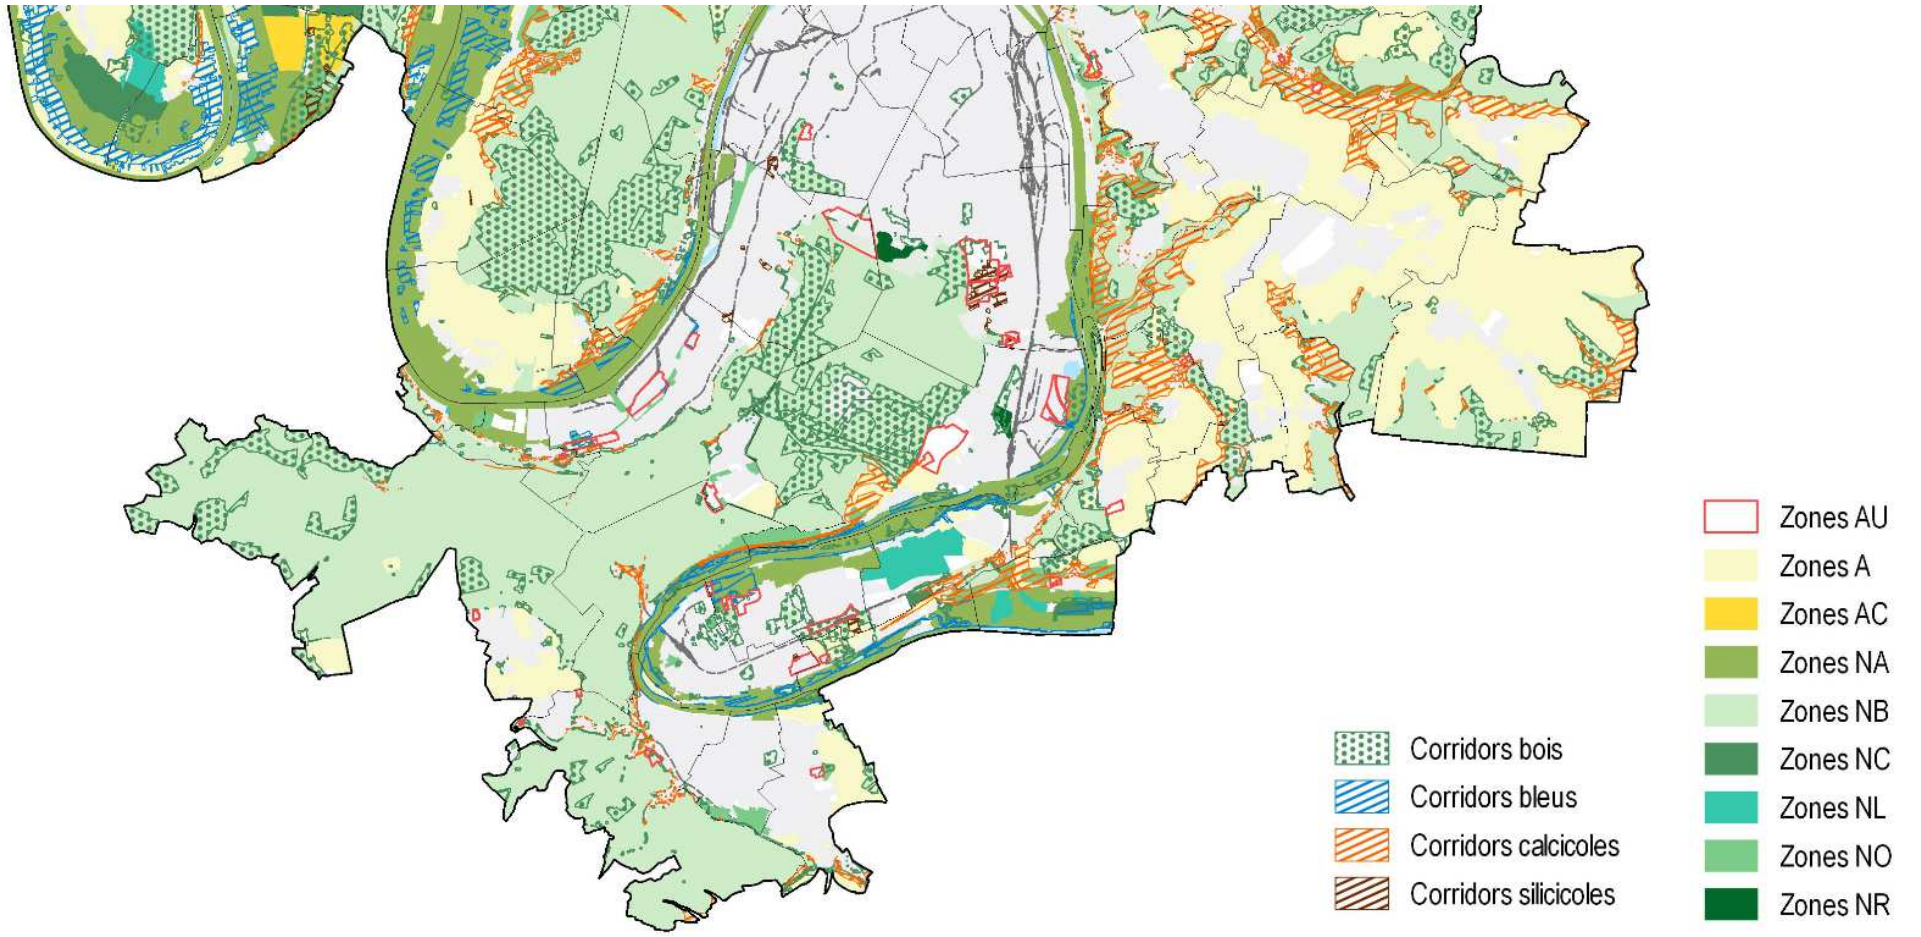 Corridors bois
Corridors bleus
Corridors calcicoles
Corridors silicicoles
Zones AU
Zones A
Zones AC
Zones NA
Zones NB
Zones NC
Zones NL
Zones NO
Zones NR